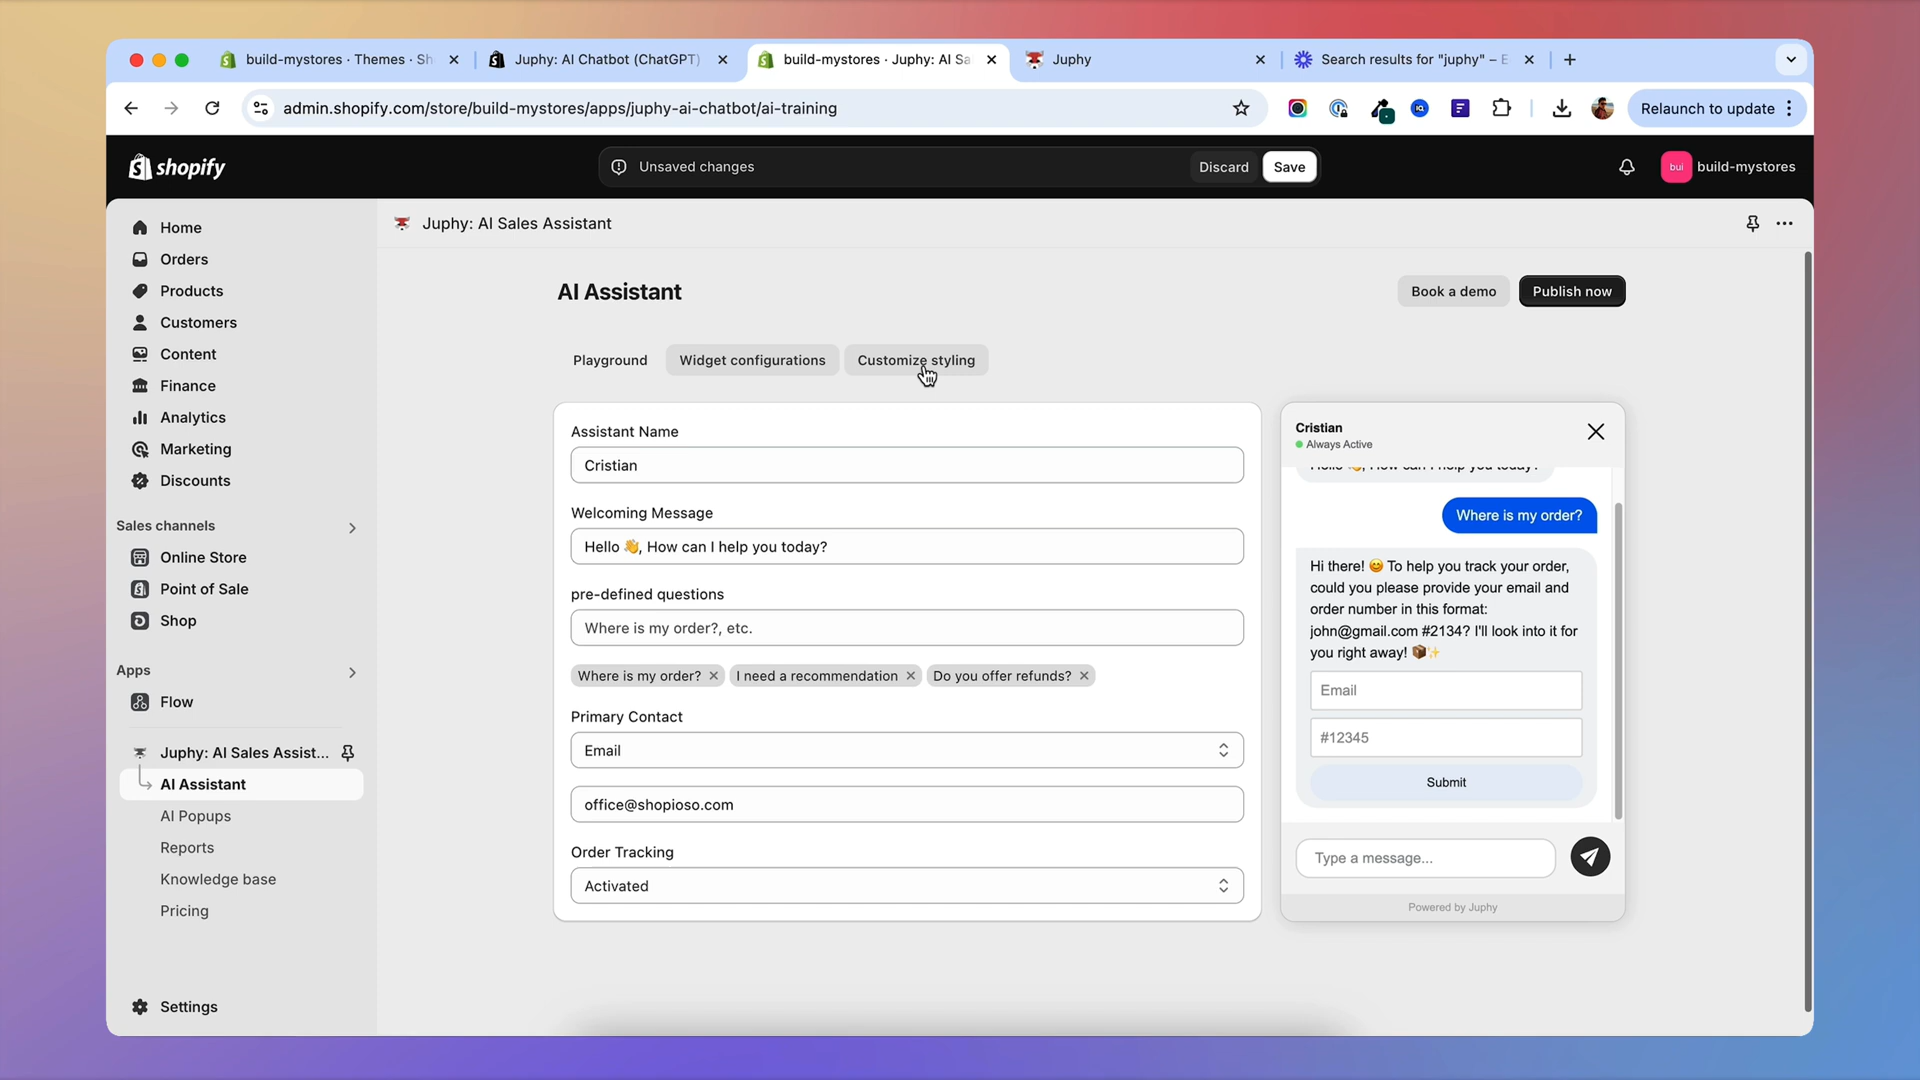 build-mystores · Themes · Sh
Juphy: AI Chatbot (ChatGPT)
build-mystores · Juphy: AI Sa
Juphy
Search results for "juphy" – E
admin.shopify.com/store/build-mystores/apps/juphy-ai-chatbot/ai-training
Relaunch to update
shopify
Unsaved changes
Discard
Save
bui
build-mystores
Home
Orders
Products
Customers
Content
Finance
Analytics
Marketing
Discounts
Sales channels
Online Store
Point of Sale
Shop
Apps
Flow
Juphy: AI Sales Assist...
AI Assistant
AI Popups
Reports
Knowledge base
Pricing
Settings
Juphy: AI Sales Assistant
AI Assistant
Book a demo
Publish now
Playground
Widget configurations
Customize styling
Assistant Name
Cristian
Welcoming Message
Hello 👋, How can I help you today?
pre-defined questions
Where is my order?, etc.
Where is my order?
I need a recommendation
Do you offer refunds?
Primary Contact
Email
office@shopioso.com
Order Tracking
Activated
Cristian
Always Active
Hello 👋, How can I help you today?
Where is my order?
Hi there! 😊 To help you track your order,
could you please provide your email and
order number in this format:
john@gmail.com #2134? I'll look into it for
you right away! 📦✨
Email
#12345
Submit
Type a message...
Powered by Juphy